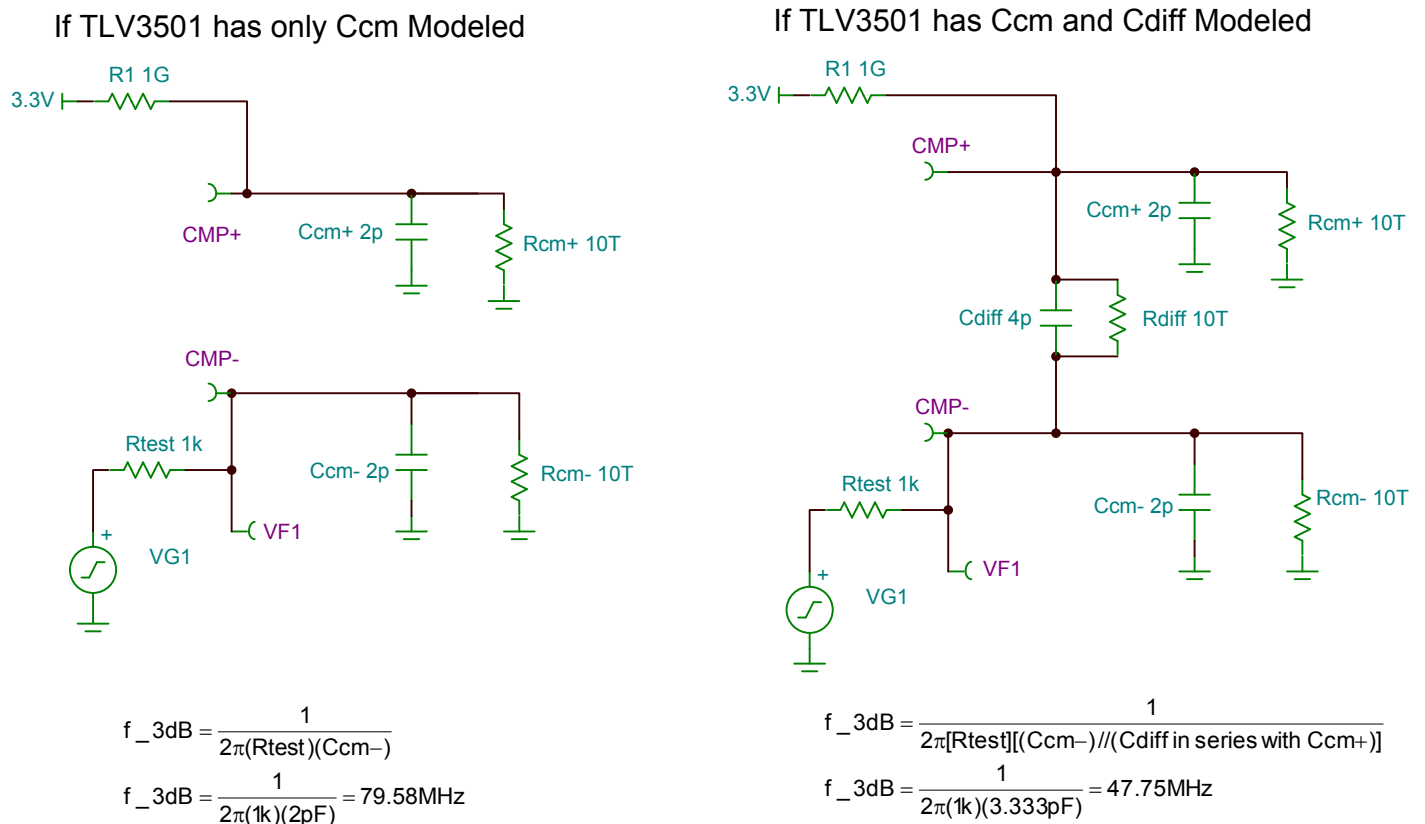 If TLV3501 has only Ccm Modeled
R1 1G
3.3V
CMP+
Ccm+ 2p
Rcm+ 10T
CMP-
Rtest 1k
Ccm- 2p
Rcm- 10T
+
VF1
VG1
f_3dB = 1 / 2π(Rtest)(Ccm−)
f_3dB = 1 / 2π(1k)(2pF) = 79.58MHz
If TLV3501 has Ccm and Cdiff Modeled
R1 1G
3.3V
CMP+
Ccm+ 2p
Rcm+ 10T
Cdiff 4p
Rdiff 10T
CMP-
Rtest 1k
Ccm- 2p
Rcm- 10T
+
VF1
VG1
f_3dB = 1 / 2π[Rtest][(Ccm−)//(Cdiff in series with Ccm+)]
f_3dB = 1 / 2π(1k)(3.333pF) = 47.75MHz